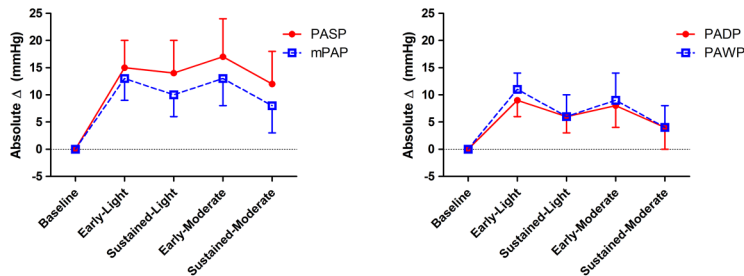 Absolute Δ (mmHg)
25
20
15
10
5
0
-5
PASP
mPAP
Baseline
Early-Light
Sustained-Light
Early-Moderate
Sustained-Moderate
Absolute Δ (mmHg)
25
20
15
10
5
0
-5
PADP
PAWP
Baseline
Early-Light
Sustained-Light
Early-Moderate
Sustained-Moderate